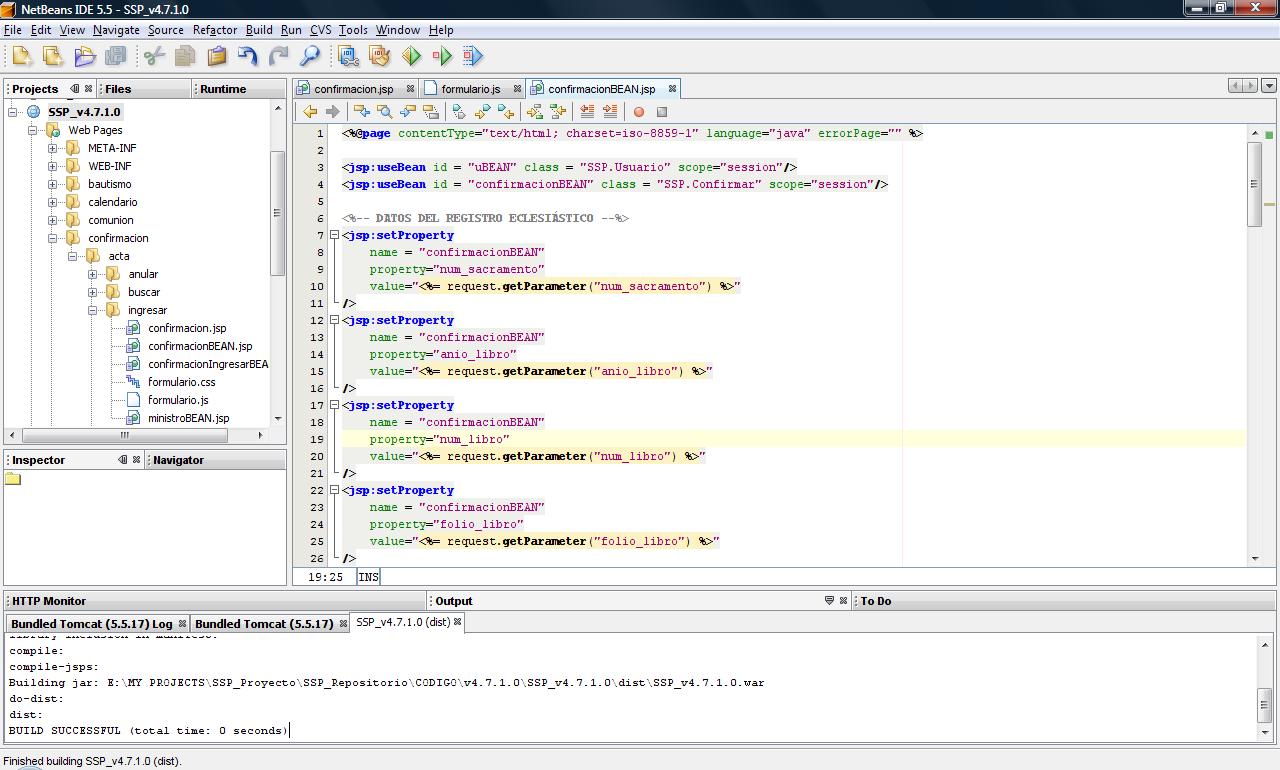 NetBeans IDE 5.5 - SSP_v4.7.1.0
File Edit View Navigate Source Refactor Build Run CVS Tools Window Help
Projects Files Runtime
SSP_v4.7.1.0
Web Pages
META-INF
WEB-INF
bautismo
calendario
comunion
confirmacion
acta
anular
buscar
ingresar
confirmacion.jsp
confirmacionBEAN.jsp
confirmacionIngresarBEA
formulario.css
formulario.js
ministroBEAN.jsp
Inspector Navigator
confirmacion.jsp formulario.js confirmacionBEAN.jsp
1 <%@page contentType="text/html; charset=iso-8859-1" language="java" errorPage="" %>
2
3 <jsp:useBean id = "uBEAN" class = "SSP.Usuario" scope="session"/>
4 <jsp:useBean id = "confirmacionBEAN" class = "SSP.Confirmar" scope="session"/>
5
6 <%-- DATOS DEL REGISTRO ECLESIÁSTICO --%>
7 <jsp:setProperty
8 name = "confirmacionBEAN"
9 property="num_sacramento"
10 value="<%= request.getParameter("num_sacramento") %>"
11 />
12 <jsp:setProperty
13 name = "confirmacionBEAN"
14 property="anio_libro"
15 value="<%= request.getParameter("anio_libro") %>"
16 />
17 <jsp:setProperty
18 name = "confirmacionBEAN"
19 property="num_libro"
20 value="<%= request.getParameter("num_libro") %>"
21 />
22 <jsp:setProperty
23 name = "confirmacionBEAN"
24 property="folio_libro"
25 value="<%= request.getParameter("folio_libro") %>"
26 />
19:25 INS
HTTP Monitor Output To Do
Bundled Tomcat (5.5.17) Log Bundled Tomcat (5.5.17) SSP_v4.7.1.0 (dist)
library inclusion in manifest.
compile:
compile-jsps:
Building jar: E:\MY PROJECTS\SSP_Proyecto\SSP_Repositorio\CODIGO\v4.7.1.0\SSP_v4.7.1.0\dist\SSP_v4.7.1.0.war
do-dist:
dist:
BUILD SUCCESSFUL (total time: 0 seconds)
Finished building SSP_v4.7.1.0 (dist).